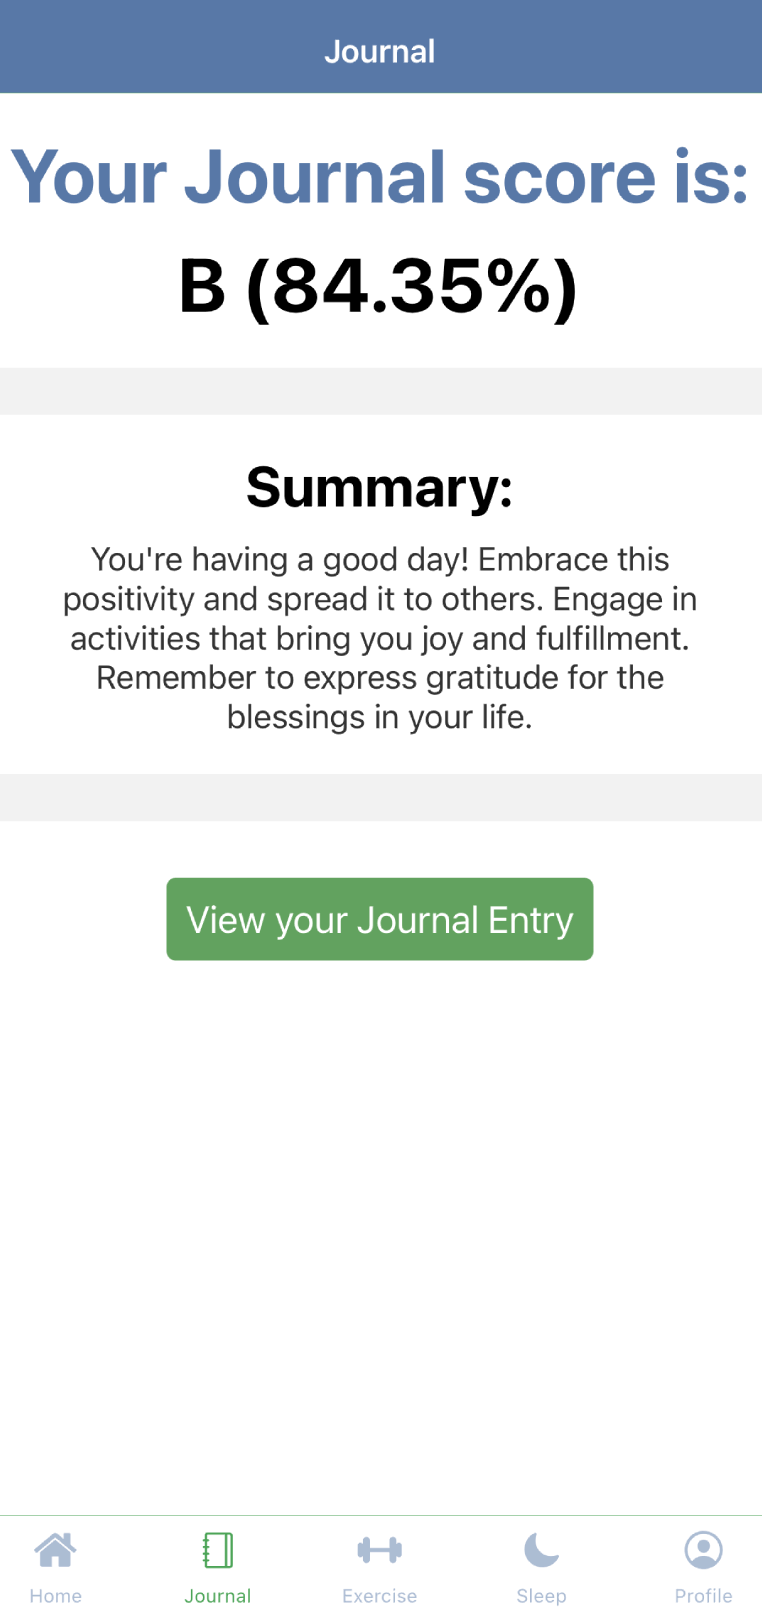 Journal
Your Journal score is:
B (84.35%)
Summary:
You're having a good day! Embrace this
positivity and spread it to others. Engage in
activities that bring you joy and fulfillment.
Remember to express gratitude for the
blessings in your life.
View your Journal Entry
Home Journal Exercise Sleep Profile